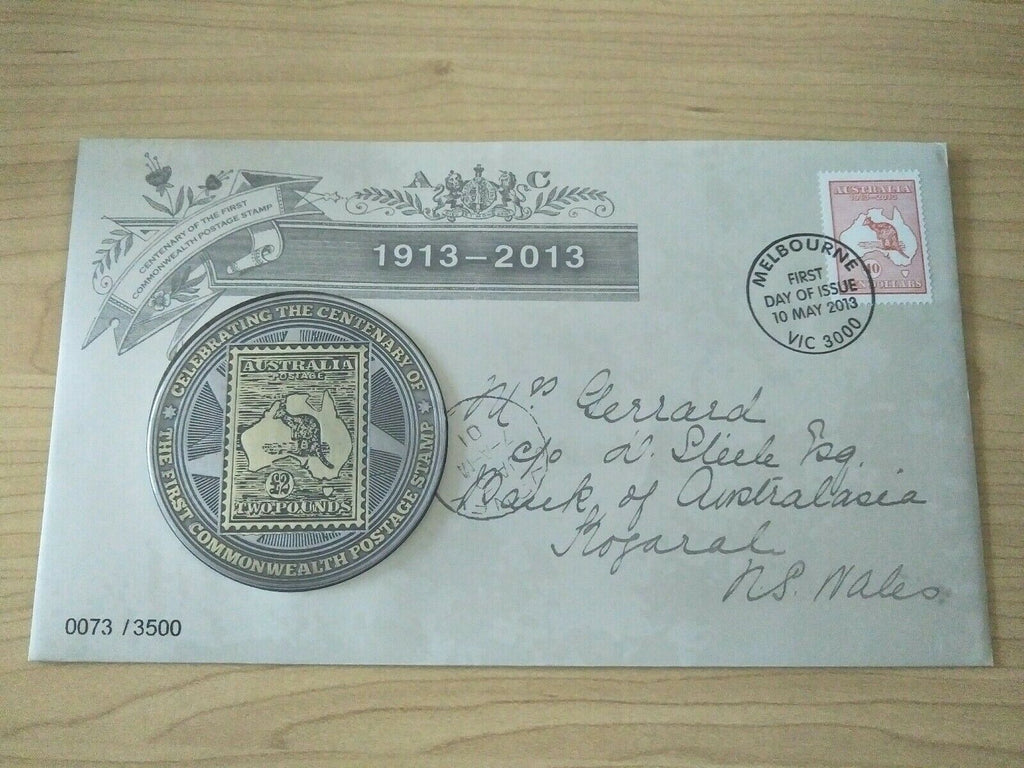 CENTENARY OF THE FIRST
COMMONWEALTH POSTAGE STAMP
A C
1913–2013
AUSTRALIA
1913–2013
10
TEN DOLLARS
MELBOURNE
FIRST
DAY OF ISSUE
10 MAY 2013
VIC 3000
CELEBRATING THE CENTENARY OF
THE FIRST COMMONWEALTH POSTAGE STAMP
AUSTRALIA
POSTAGE
£2
TWO POUNDS
Gerrard
c/o
Esq.
Bank of Australasia
Kogarah
N.S. Wales.
0073 / 3500